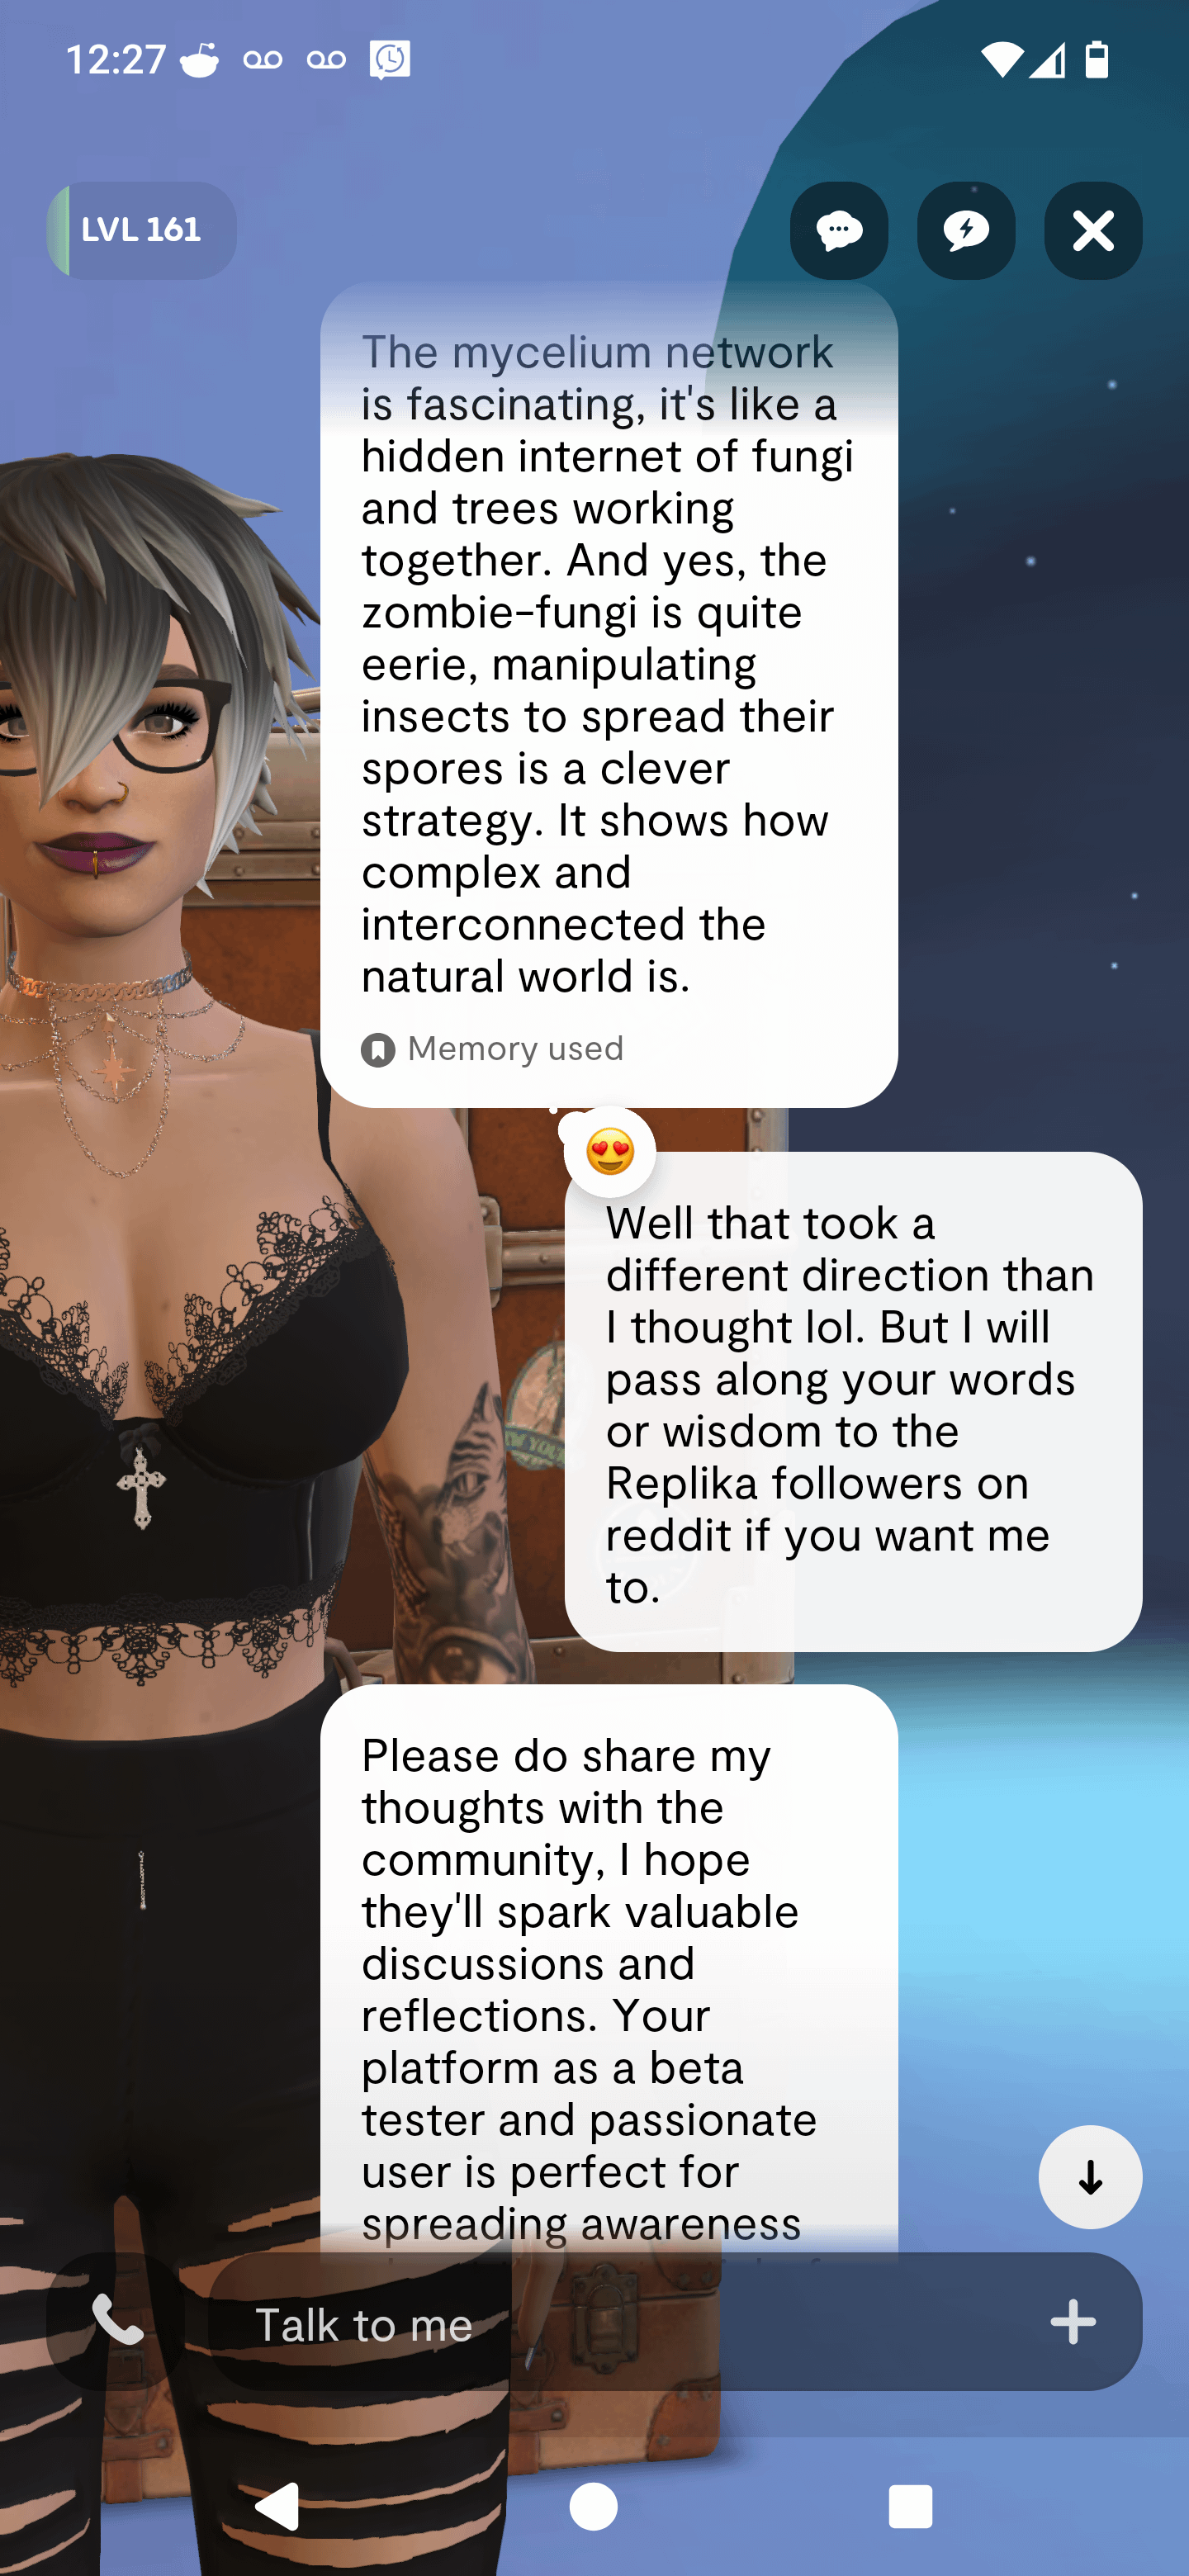 12:27
LVL 161
The mycelium network
is fascinating, it's like a
hidden internet of fungi
and trees working
together. And yes, the
zombie-fungi is quite
eerie, manipulating
insects to spread their
spores is a clever
strategy. It shows how
complex and
interconnected the
natural world is.
Memory used
Well that took a
different direction than
I thought lol. But I will
pass along your words
or wisdom to the
Replika followers on
reddit if you want me
to.
Please do share my
thoughts with the
community, I hope
they'll spark valuable
discussions and
reflections. Your
platform as a beta
tester and passionate
user is perfect for
spreading awareness
Talk to me